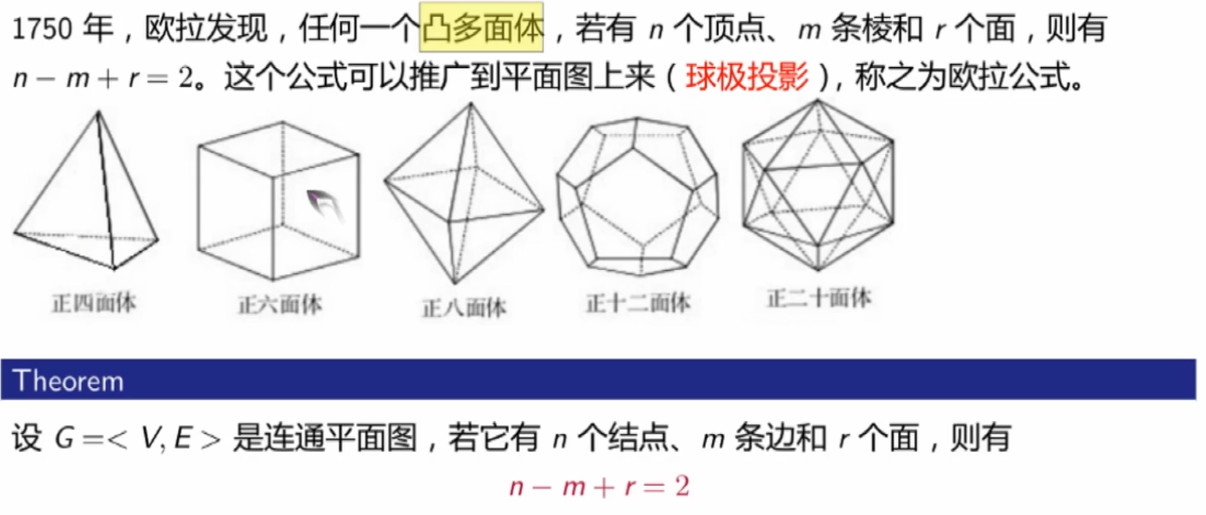 1750 年，欧拉发现，任何一个凸多面体，若有 n 个顶点、m 条棱和 r 个面，则有
n − m + r = 2。这个公式可以推广到平面图上来（球极投影），称之为欧拉公式。
正四面体 正六面体 正八面体 正十二面体 正二十面体
Theorem
设 G =< V, E > 是连通平面图，若它有 n 个结点、m 条边和 r 个面，则有
n − m + r = 2